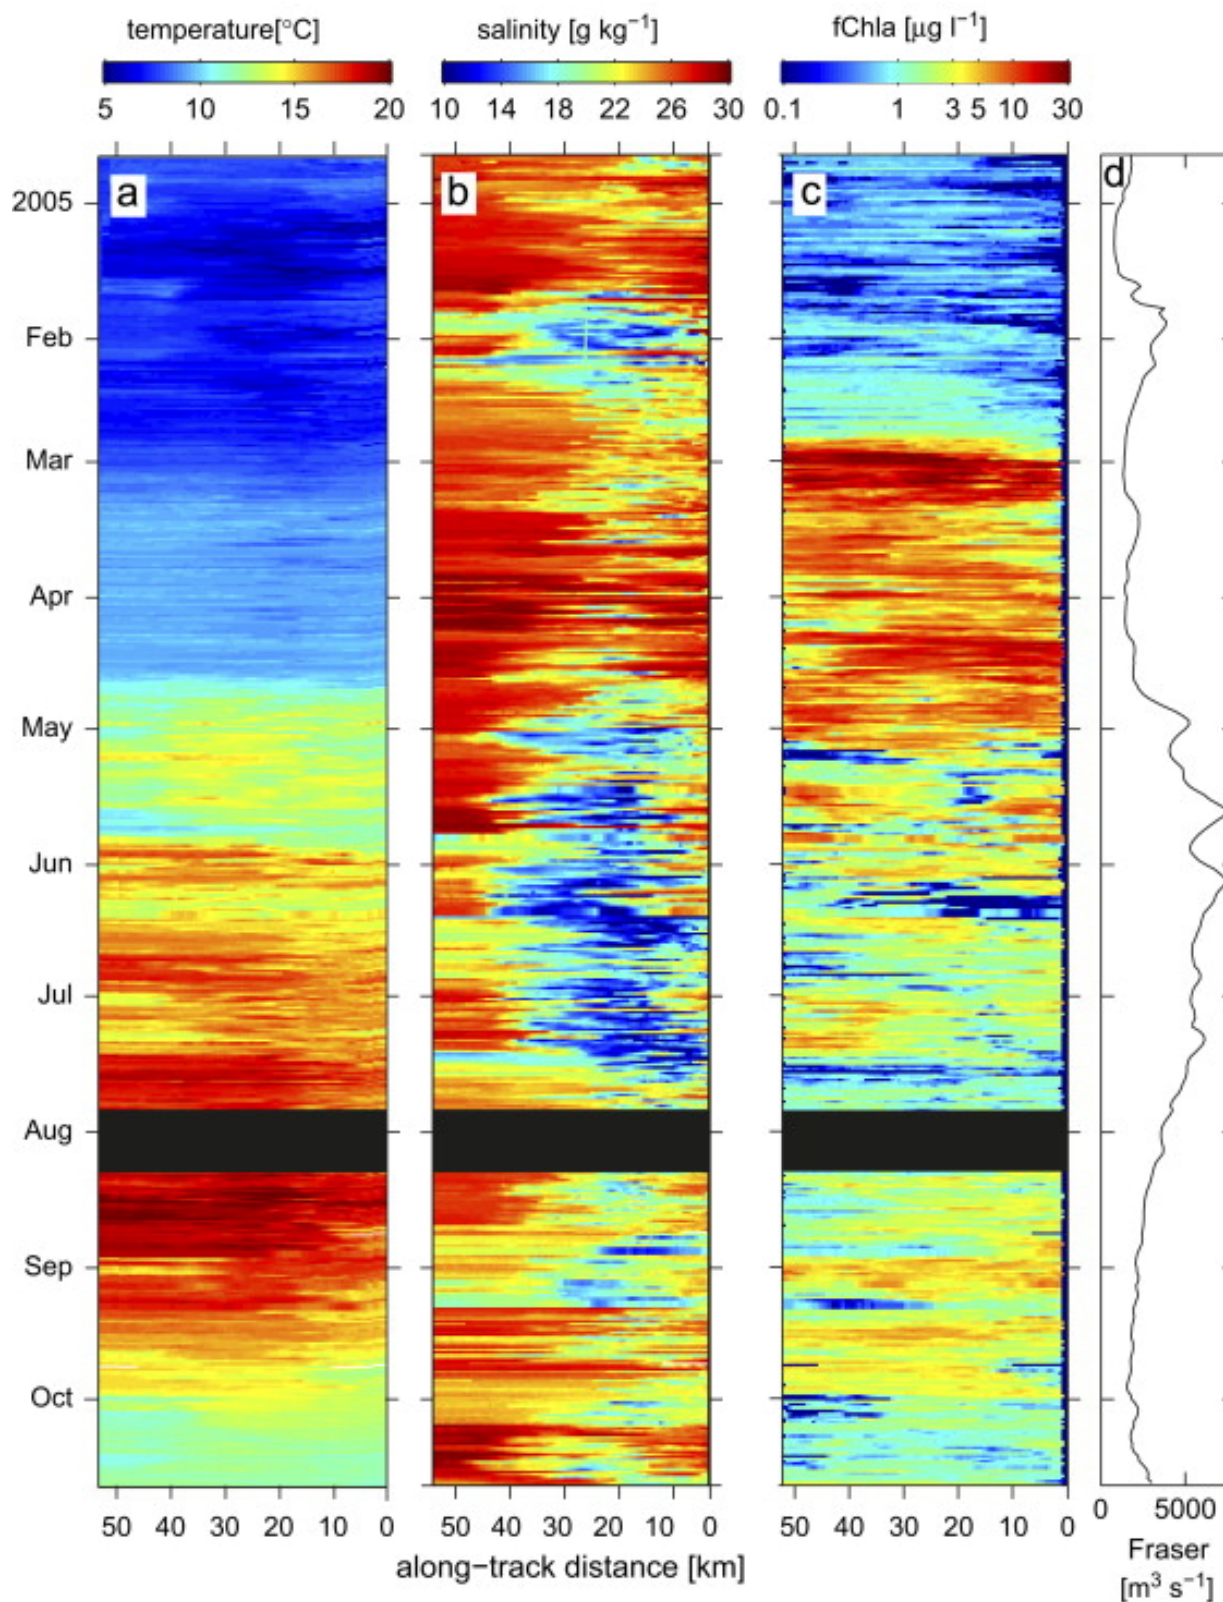 temperature[°C] salinity [g kg⁻¹] fChla [μg l⁻¹]
5 10 15 20 10 14 18 22 26 30 0.1 1 3 5 10 30
a b c d
2005
Feb
Mar
Apr
May
Jun
Jul
Aug
Sep
Oct
50 40 30 20 10 0 50 40 30 20 10 0 50 40 30 20 10 0 0 5000
along−track distance [km] Fraser
[m³ s⁻¹]